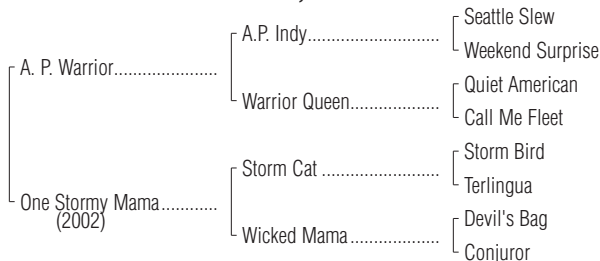 Seattle Slew
A.P. Indy
Weekend Surprise
A. P. Warrior
Quiet American
Warrior Queen
Call Me Fleet
Storm Bird
Storm Cat
Terlingua
One Stormy Mama
(2002)
Devil's Bag
Wicked Mama
Conjuror